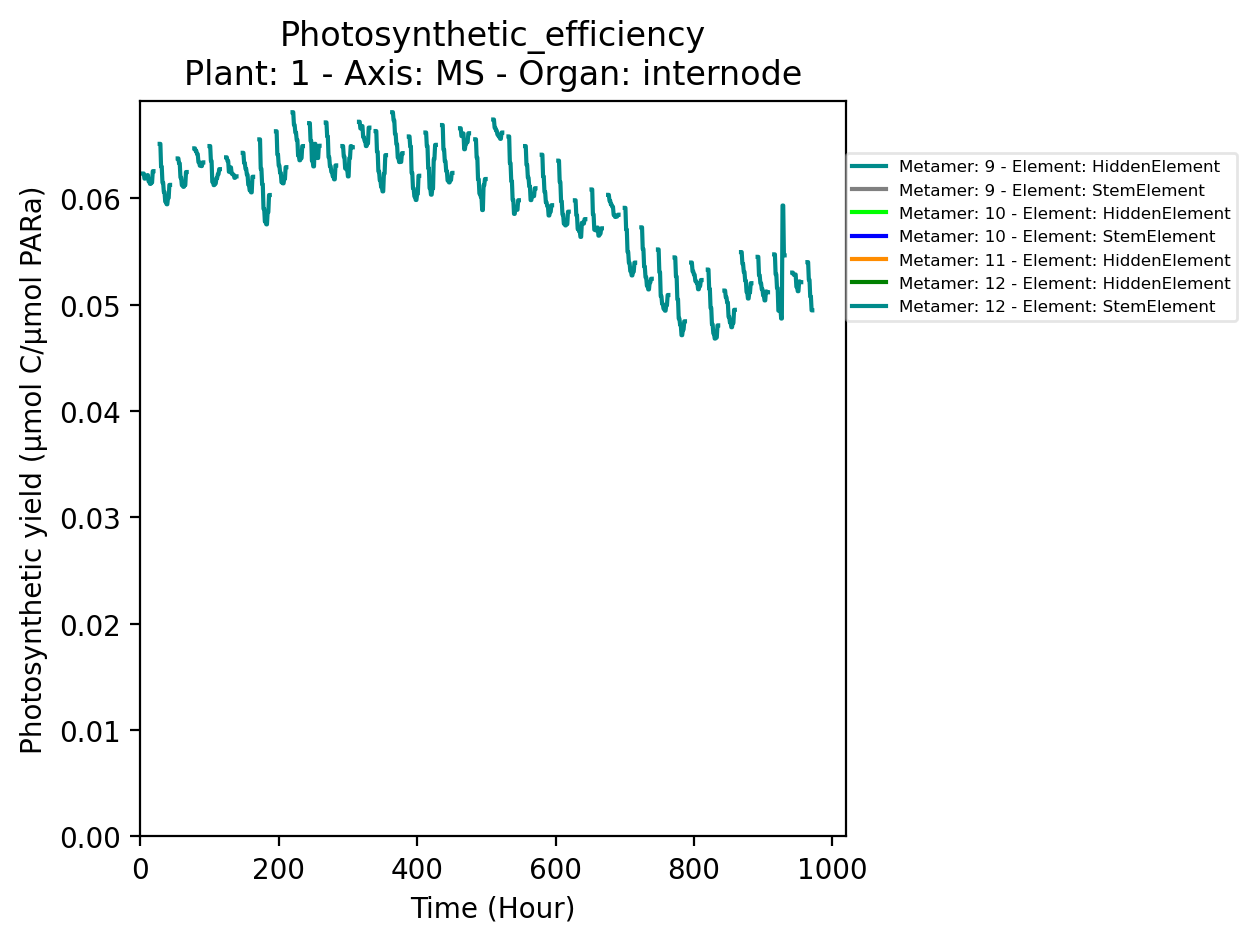 Photosynthetic_efficiency
Plant: 1 - Axis: MS - Organ: internode
Photosynthetic yield (µmol C/µmol PARa)
0.06
0.05
0.04
0.03
0.02
0.01
0.00
0
200
400
600
800
1000
Time (Hour)
Metamer: 9 - Element: HiddenElement
Metamer: 9 - Element: StemElement
Metamer: 10 - Element: HiddenElement
Metamer: 10 - Element: StemElement
Metamer: 11 - Element: HiddenElement
Metamer: 12 - Element: HiddenElement
Metamer: 12 - Element: StemElement